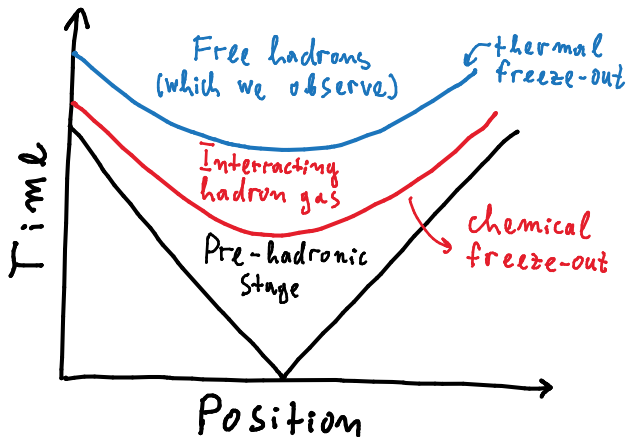 Free hadrons
(which we observe)
thermal
freeze-out
Interracting
hadron gas
Pre-hadronic
stage
chemical
freeze-out
Time
Position